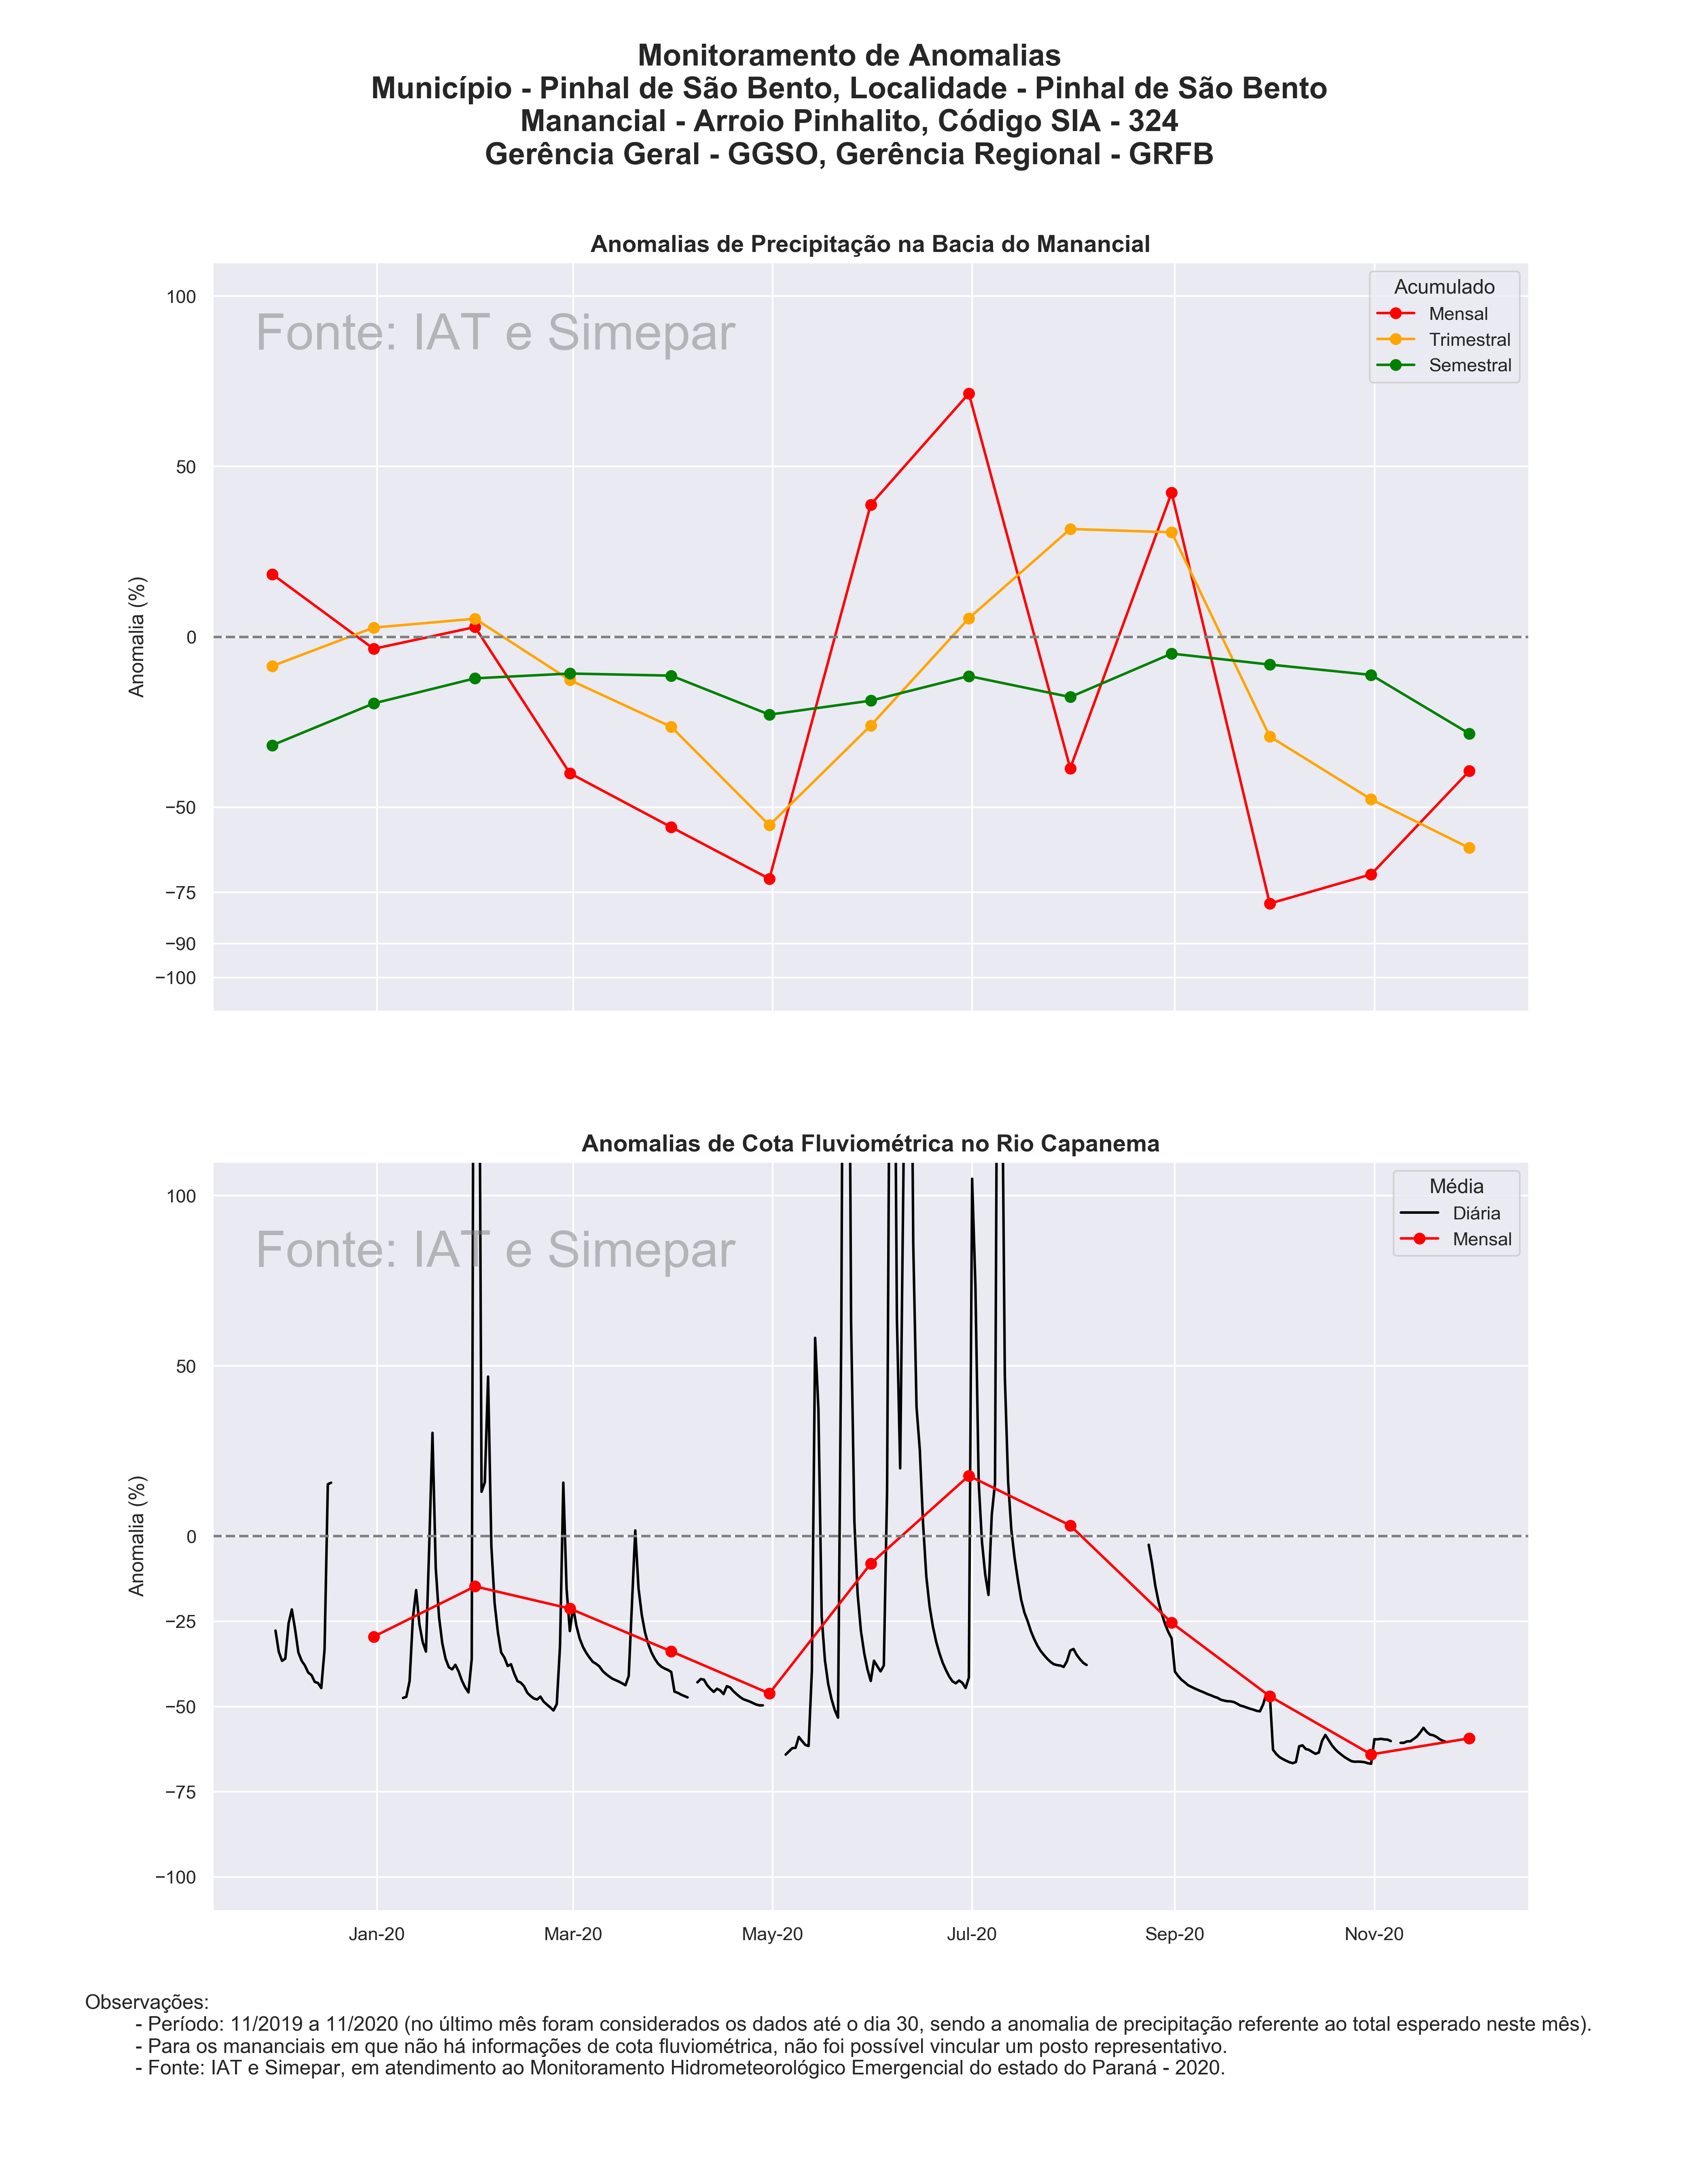 Monitoramento de Anomalias
Município - Pinhal de São Bento, Localidade - Pinhal de São Bento
Manancial - Arroio Pinhalito, Código SIA - 324
Gerência Geral - GGSO, Gerência Regional - GRFB
Anomalias de Precipitação na Bacia do Manancial
Fonte: IAT e Simepar
Acumulado
Mensal
Trimestral
Semestral
Anomalia (%)
100
50
0
−50
−75
−90
−100
Anomalias de Cota Fluviométrica no Rio Capanema
Fonte: IAT e Simepar
Média
Diária
Mensal
Anomalia (%)
100
50
0
−25
−50
−75
−100
Jan-20 Mar-20 May-20 Jul-20 Sep-20 Nov-20
Observações:
- Período: 11/2019 a 11/2020 (no último mês foram considerados os dados até o dia 30, sendo a anomalia de precipitação referente ao total esperado neste mês).
- Para os mananciais em que não há informações de cota fluviométrica, não foi possível vincular um posto representativo.
- Fonte: IAT e Simepar, em atendimento ao Monitoramento Hidrometeorológico Emergencial do estado do Paraná - 2020.